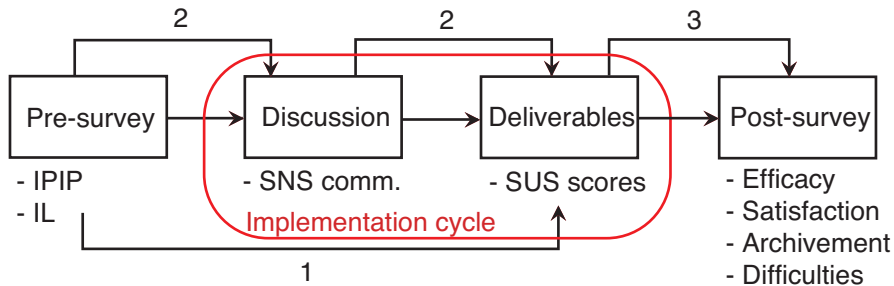 2 2 3
Pre-survey Discussion Deliverables Post-survey
- IPIP
- IL
- SNS comm.
- SUS scores
- Efficacy
- Satisfaction
- Archivement
- Difficulties
Implementation cycle
1